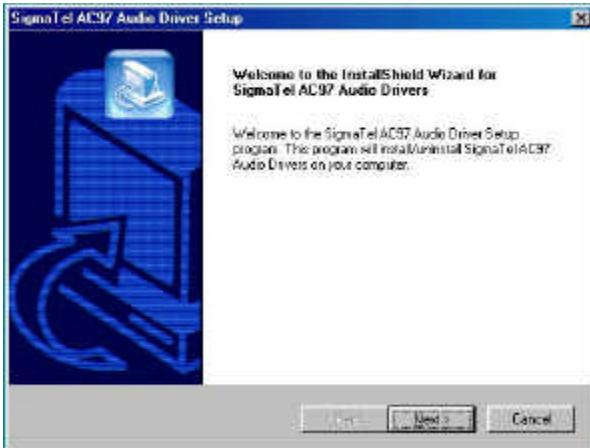 SigmaTel AC97 Audio Driver Setup
Welcome to the InstallShield Wizard for
SigmaTel AC97 Audio Drivers
Welcome to the SigmaTel AC97 Audio Driver Setup
program. This program will install/uninstall SigmaTel AC97
Audio Drivers on your computer.
Next >
Cancel